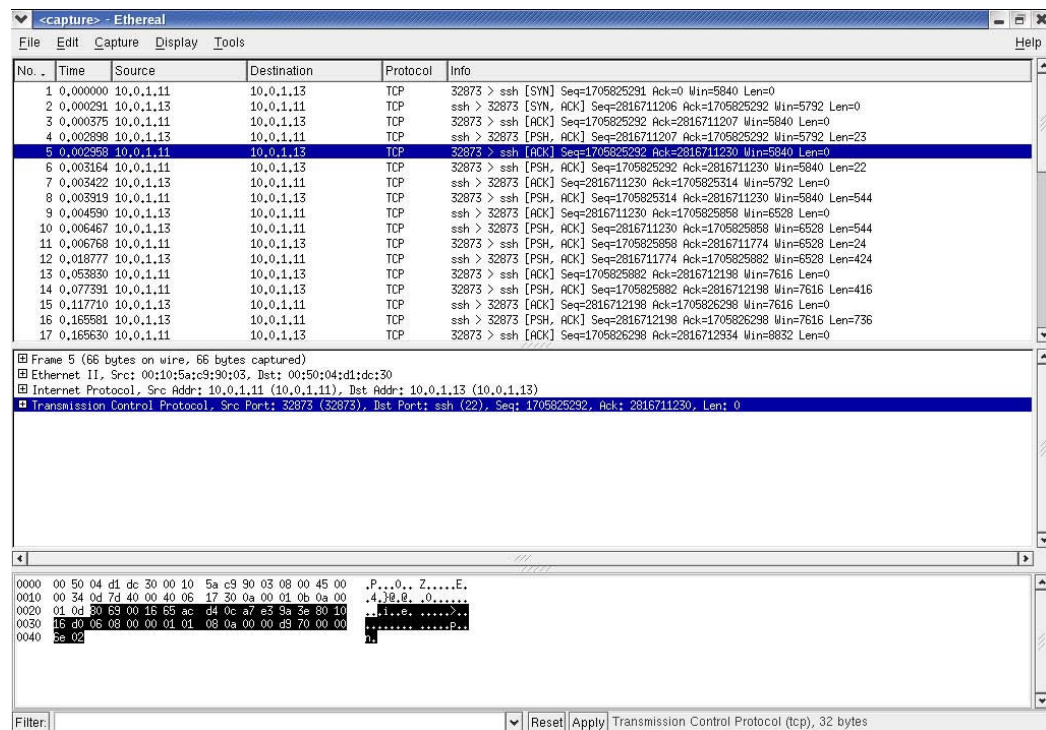 <capture> - Ethereal
File Edit Capture Display Tools Help
No. . Time Source Destination Protocol Info
1 0.000000 10.0.1.11 10.0.1.13 TCP 32873 > ssh [SYN] Seq=1705825291 Ack=0 Win=5840 Len=0
2 0.000291 10.0.1.13 10.0.1.11 TCP ssh > 32873 [SYN, ACK] Seq=2816711206 Ack=1705825292 Win=5792 Len=0
3 0.000375 10.0.1.11 10.0.1.13 TCP 32873 > ssh [ACK] Seq=1705825292 Ack=2816711207 Win=5840 Len=0
4 0.002898 10.0.1.13 10.0.1.11 TCP ssh > 32873 [PSH, ACK] Seq=2816711207 Ack=1705825292 Win=5792 Len=23
5 0.002958 10.0.1.11 10.0.1.13 TCP 32873 > ssh [ACK] Seq=1705825292 Ack=2816711230 Win=5840 Len=0
6 0.003164 10.0.1.11 10.0.1.13 TCP 32873 > ssh [PSH, ACK] Seq=1705825292 Ack=2816711230 Win=5840 Len=22
7 0.003422 10.0.1.13 10.0.1.11 TCP ssh > 32873 [ACK] Seq=2816711230 Ack=1705825314 Win=5792 Len=0
8 0.003919 10.0.1.11 10.0.1.13 TCP 32873 > ssh [PSH, ACK] Seq=1705825314 Ack=2816711230 Win=5840 Len=544
9 0.004590 10.0.1.13 10.0.1.11 TCP ssh > 32873 [ACK] Seq=2816711230 Ack=1705825858 Win=6528 Len=0
10 0.006467 10.0.1.13 10.0.1.11 TCP ssh > 32873 [PSH, ACK] Seq=2816711230 Ack=1705825858 Win=6528 Len=544
11 0.006768 10.0.1.11 10.0.1.13 TCP 32873 > ssh [PSH, ACK] Seq=1705825858 Ack=2816711774 Win=6528 Len=24
12 0.018777 10.0.1.13 10.0.1.11 TCP ssh > 32873 [PSH, ACK] Seq=2816711774 Ack=1705825882 Win=6528 Len=424
13 0.053830 10.0.1.11 10.0.1.13 TCP 32873 > ssh [ACK] Seq=1705825882 Ack=2816712198 Win=7616 Len=0
14 0.077391 10.0.1.11 10.0.1.13 TCP 32873 > ssh [PSH, ACK] Seq=1705825882 Ack=2816712198 Win=7616 Len=416
15 0.117710 10.0.1.13 10.0.1.11 TCP ssh > 32873 [ACK] Seq=2816712198 Ack=1705826298 Win=7616 Len=0
16 0.165581 10.0.1.13 10.0.1.11 TCP ssh > 32873 [PSH, ACK] Seq=2816712198 Ack=1705826298 Win=7616 Len=736
17 0.165630 10.0.1.11 10.0.1.13 TCP 32873 > ssh [ACK] Seq=1705826298 Ack=2816712934 Win=8832 Len=0
Frame 5 (66 bytes on wire, 66 bytes captured)
Ethernet II, Src: 00:10:5a:c9:90:03, Dst: 00:50:04:d1:dc:30
Internet Protocol, Src Addr: 10.0.1.11 (10.0.1.11), Dst Addr: 10.0.1.13 (10.0.1.13)
Transmission Control Protocol, Src Port: 32873 (32873), Dst Port: ssh (22), Seq: 1705825292, Ack: 2816711230, Len: 0
0000 00 50 04 d1 dc 30 00 10 5a c9 90 03 08 00 45 00 .P...0.. Z.....E.
0010 00 34 0d 7d 40 00 40 06 17 30 0a 00 01 0b 0a 00 .4.}@.@. .0......
0020 01 0d 80 69 00 16 65 ac d4 0c a7 e3 9a 3e 80 10 ...i..e. .....>..
0030 16 d0 06 08 00 00 01 01 08 0a 00 00 d9 70 00 00 ........ .....p..
0040 6e 02 n.
Filter: Reset Apply Transmission Control Protocol (tcp), 32 bytes